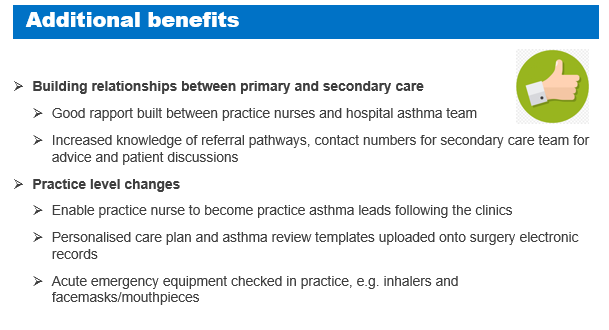 Additional benefits
Building relationships between primary and secondary care
Good rapport built between practice nurses and hospital asthma team
Increased knowledge of referral pathways, contact numbers for secondary care team for
advice and patient discussions
Practice level changes
Enable practice nurse to become practice asthma leads following the clinics
Personalised care plan and asthma review templates uploaded onto surgery electronic
records
Acute emergency equipment checked in practice, e.g. inhalers and
facemasks/mouthpieces